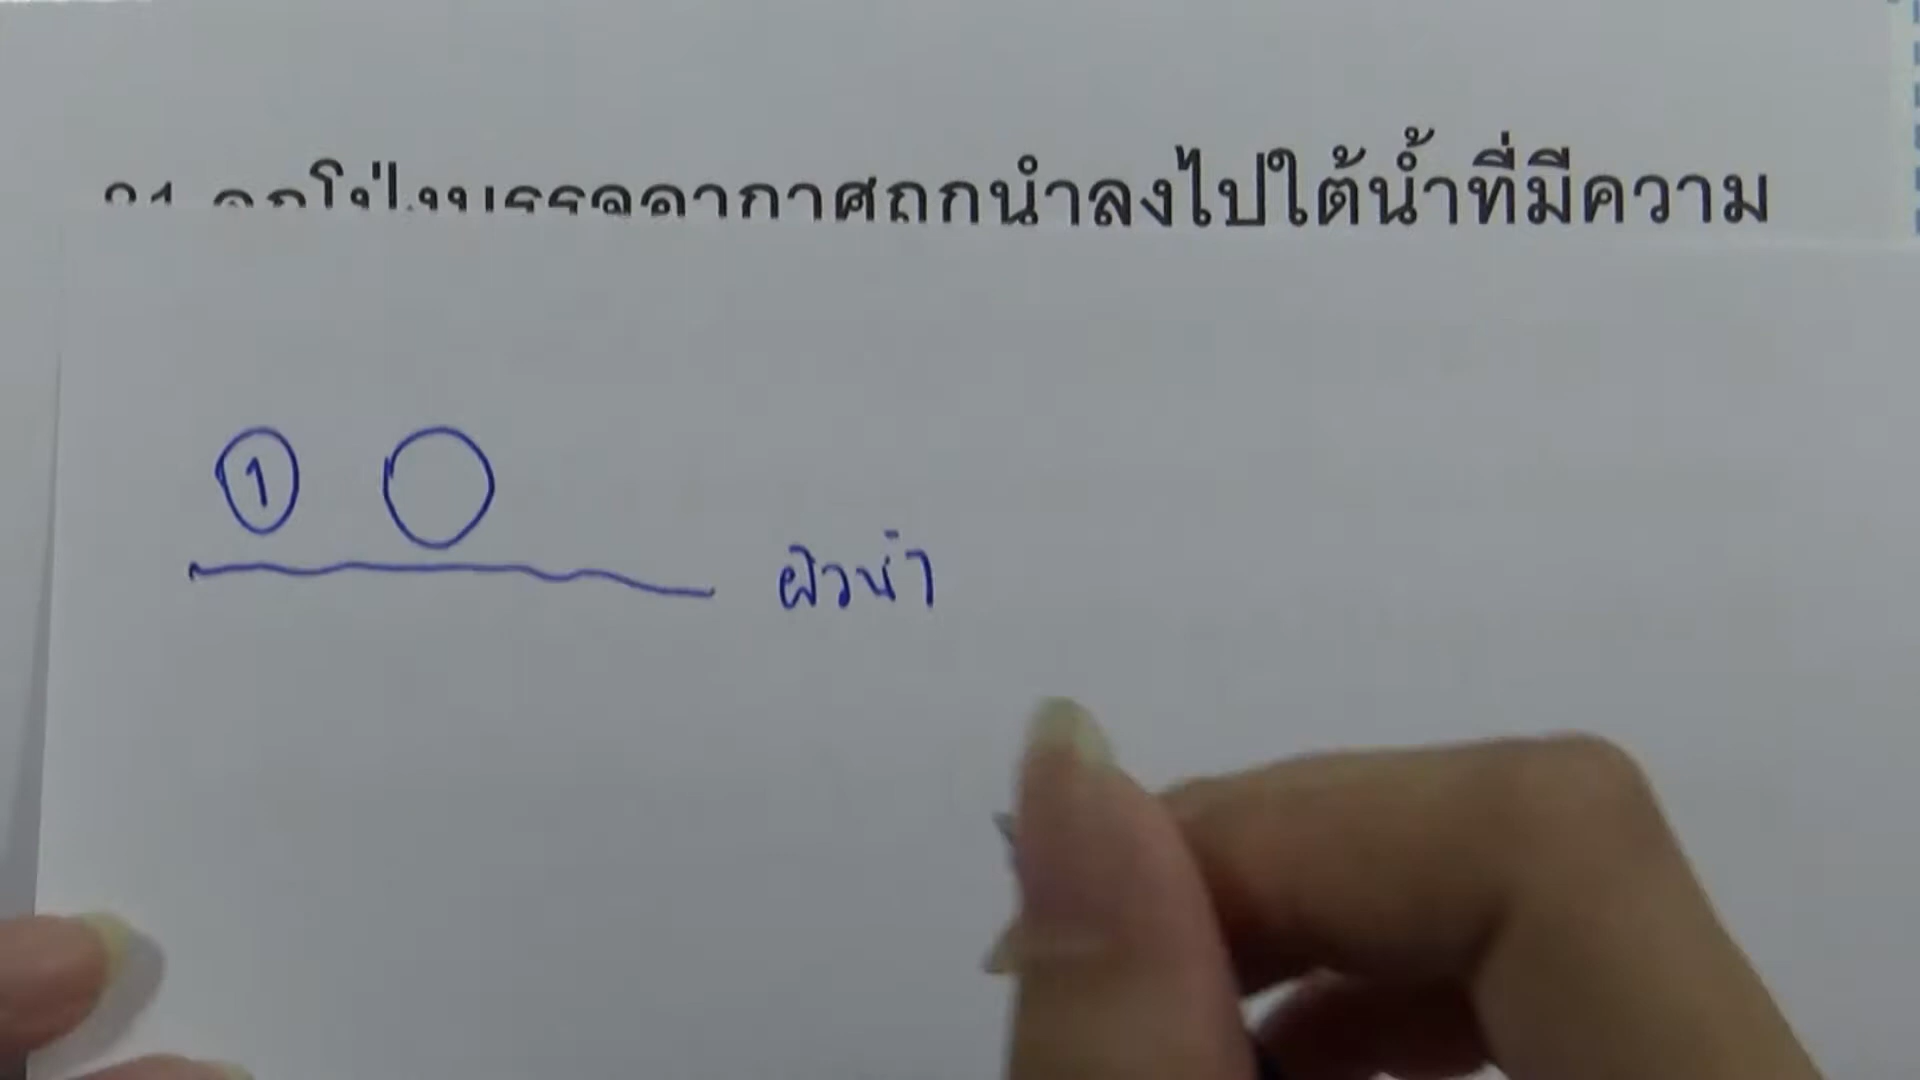 ลูกโป่งบรรจุอากาศถูกนำลงไปใต้น้ำที่มีความ
1
ผิวน้ำ